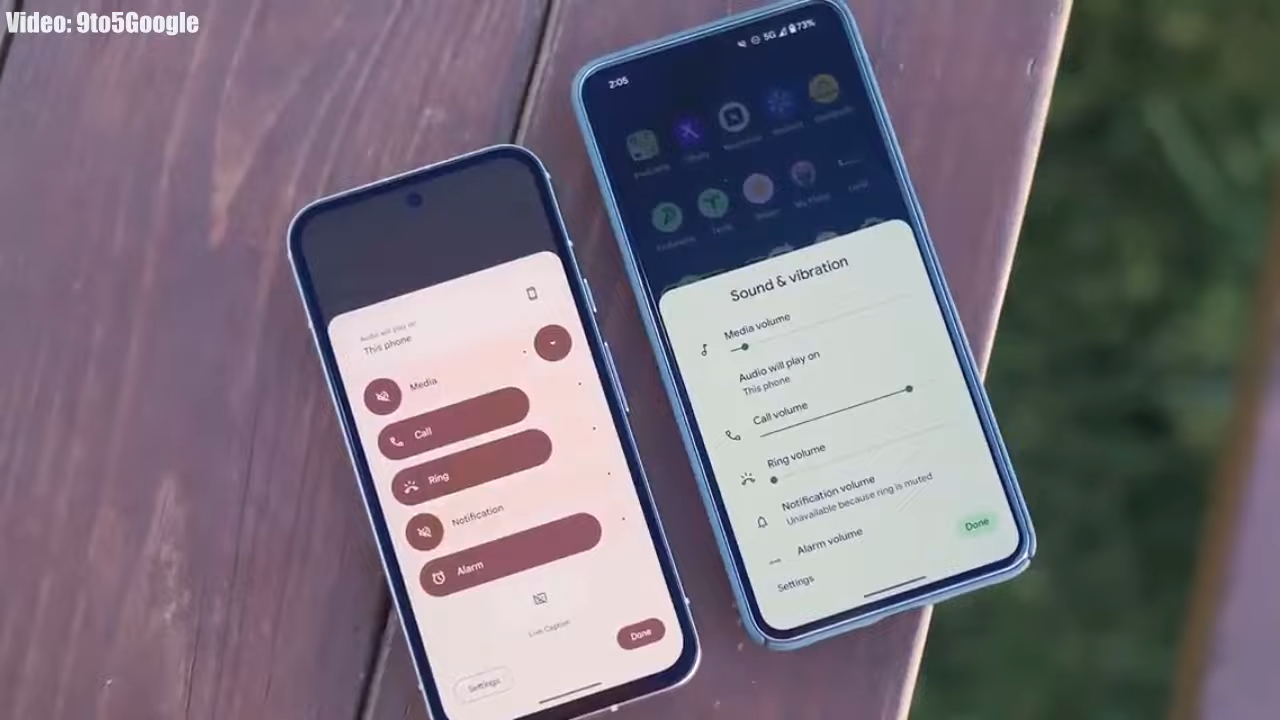 Video: 9to5Google
Audio will play on
This phone
Media
Call
Ring
Notification
Alarm
Live Caption
Done
Settings
2:05
5G
73%
Sound & vibration
Media volume
Audio will play on
This phone
Call volume
Ring volume
Notification volume
Unavailable because ring is muted
Alarm volume
Done
Settings